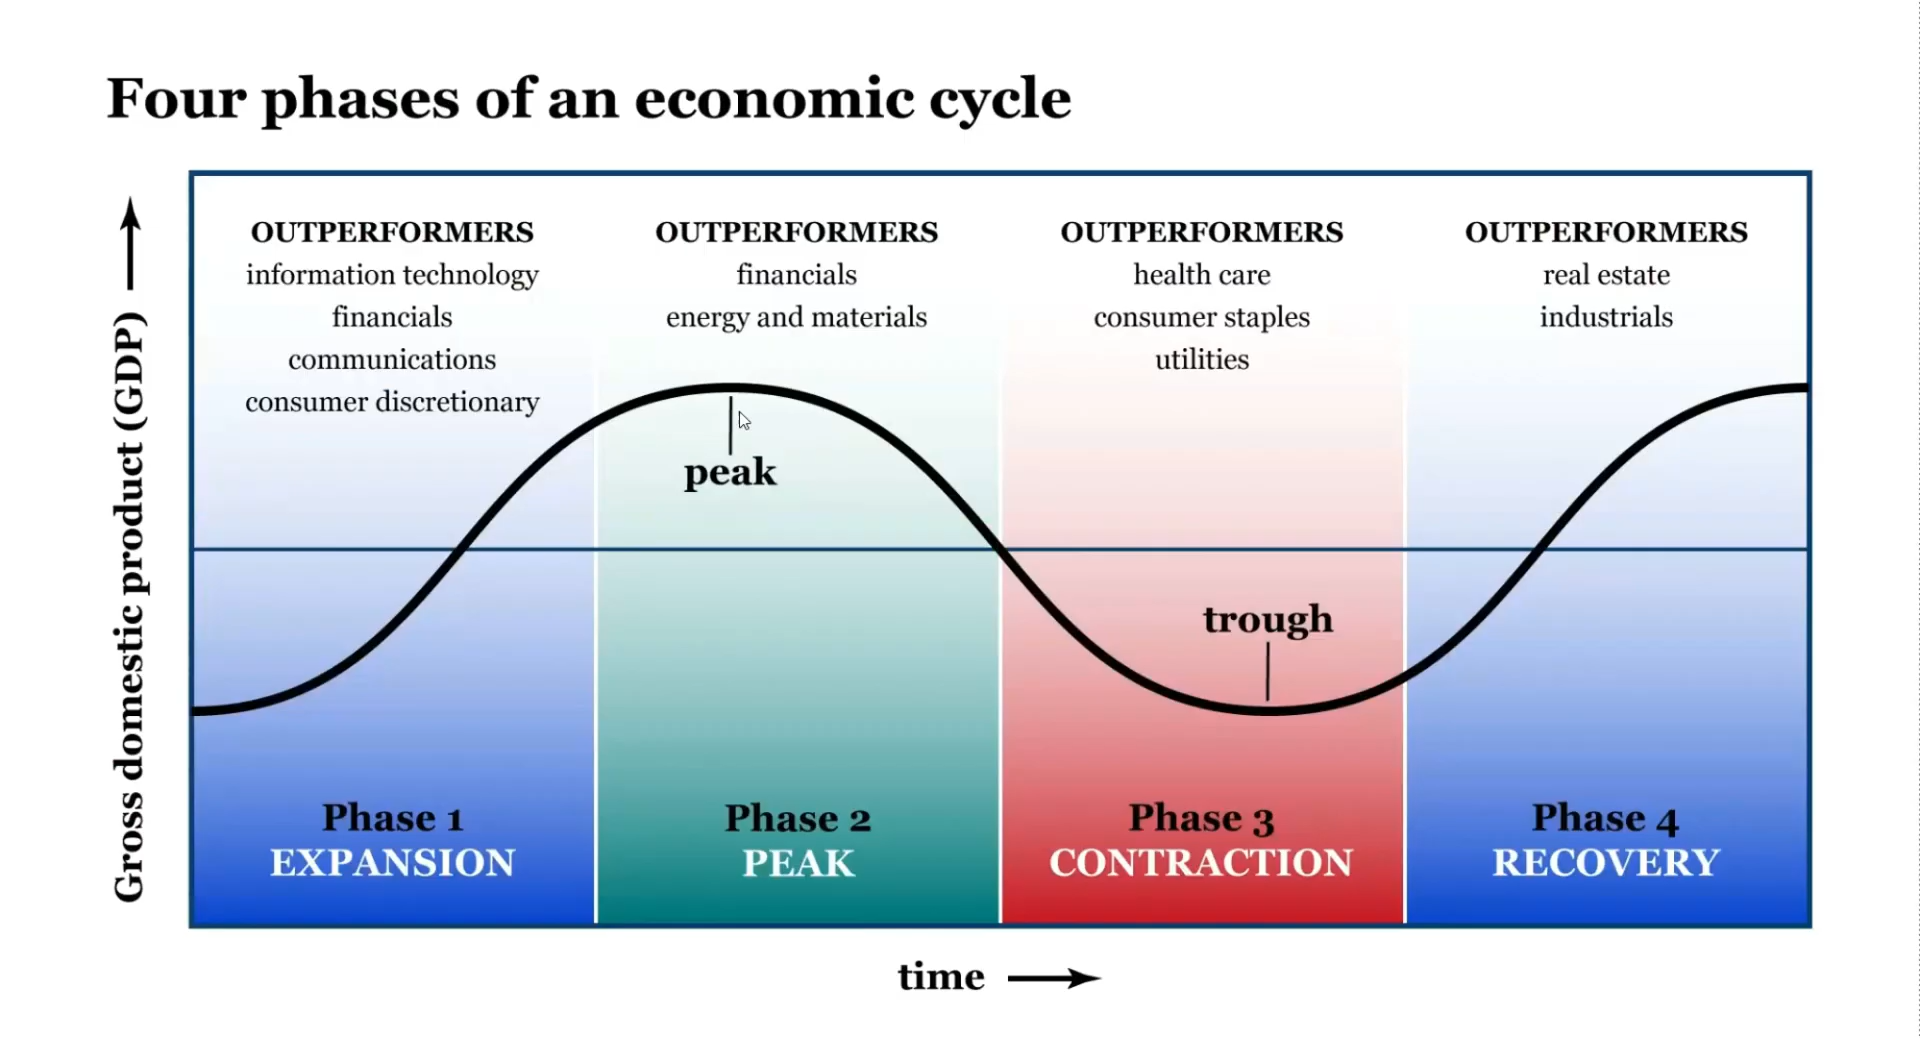 Four phases of an economic cycle
Gross domestic product (GDP)
OUTPERFORMERS
information technology
financials
communications
consumer discretionary
OUTPERFORMERS
financials
energy and materials
OUTPERFORMERS
health care
consumer staples
utilities
OUTPERFORMERS
real estate
industrials
peak
trough
Phase 1
EXPANSION
Phase 2
PEAK
Phase 3
CONTRACTION
Phase 4
RECOVERY
time